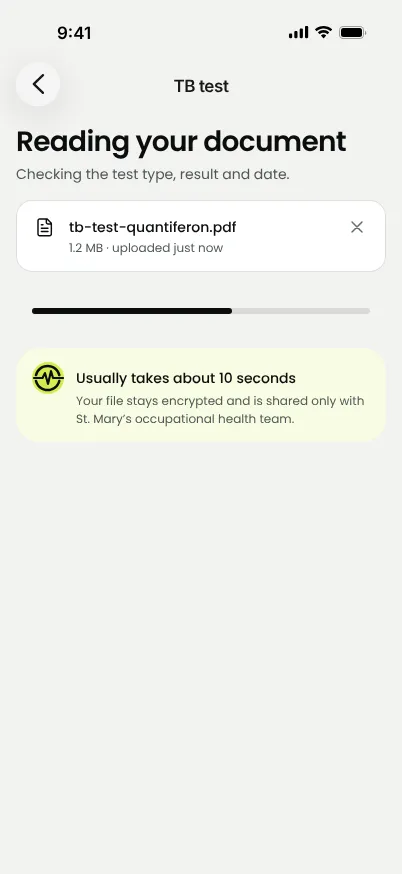 9:41
TB test
Reading your document
Checking the test type, result and date.
tb-test-quantiferon.pdf
1.2 MB · uploaded just now
Usually takes about 10 seconds
Your file stays encrypted and is shared only with
St. Mary’s occupational health team.